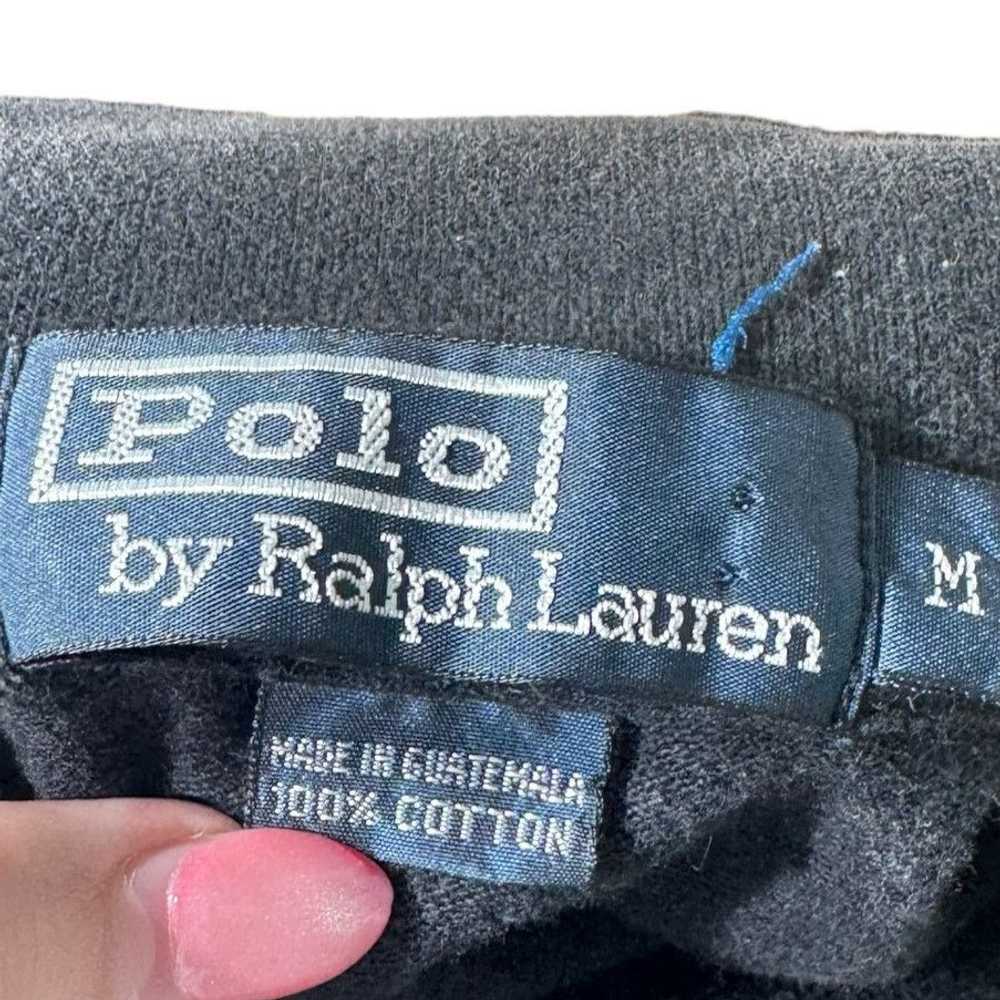 Polo
by Ralph Lauren
M
MADE IN GUATEMALA
100% COTTON